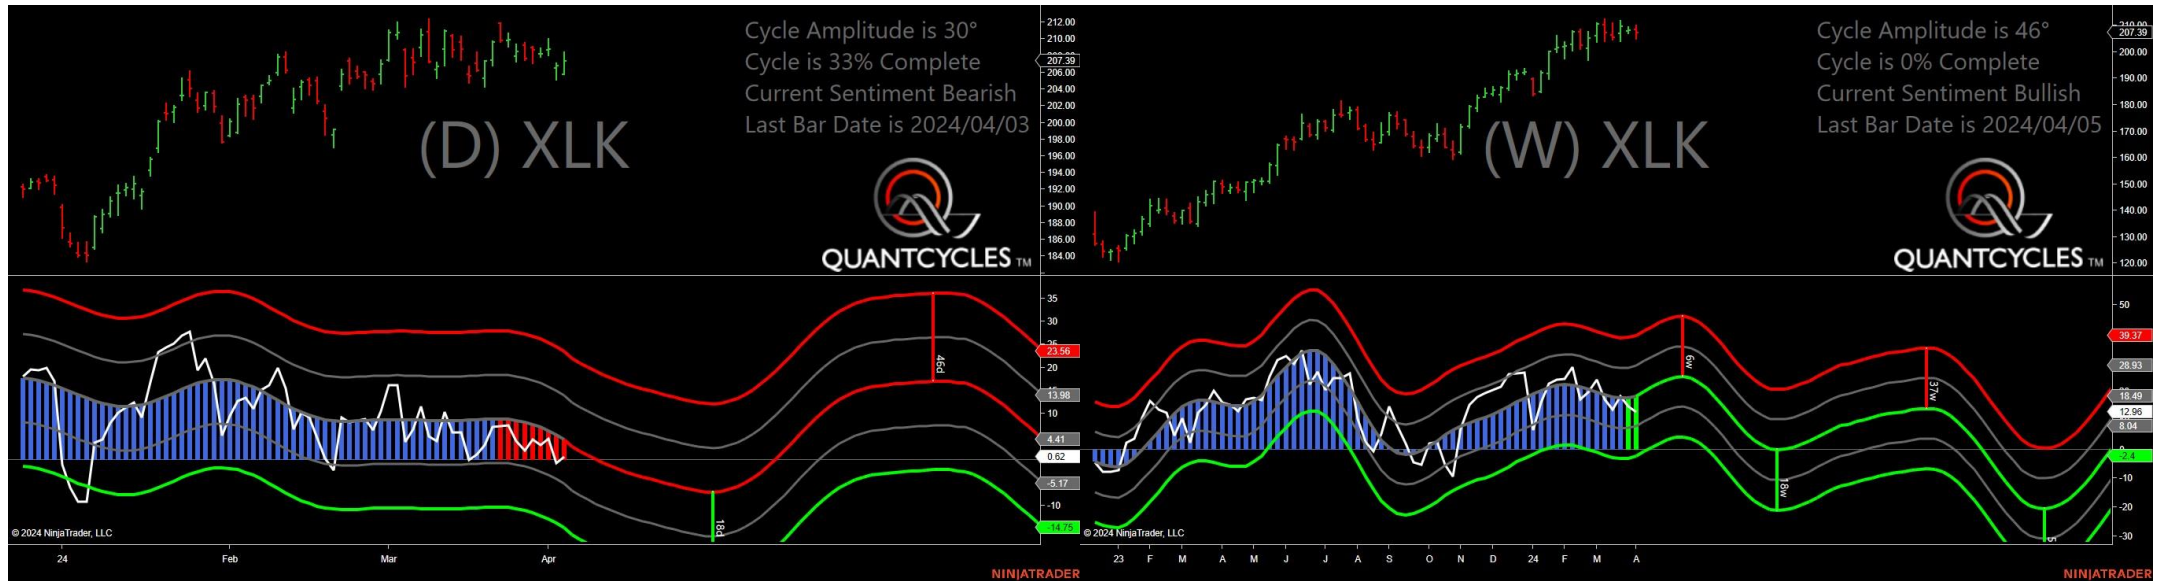 Cycle Amplitude is 30°
Cycle is 33% Complete
Current Sentiment Bearish
Last Bar Date is 2024/04/03
(D) XLK
QUANTCYCLES TM
212.00
210.00
207.39
206.00
204.00
202.00
200.00
198.00
196.00
194.00
192.00
190.00
188.00
186.00
184.00
35
30
25
23.56
20
13.98
10
4.41
0.62
-5.17
-10
-14.75
46d
18d
© 2024 NinjaTrader, LLC
24 Feb Mar Apr
NINJATRADER
Cycle Amplitude is 46°
Cycle is 0% Complete
Current Sentiment Bullish
Last Bar Date is 2024/04/05
(W) XLK
QUANTCYCLES TM
210.00
207.39
200.00
190.00
180.00
170.00
160.00
150.00
140.00
130.00
120.00
50
39.37
28.93
18.49
12.96
8.04
-2.4
-10
-20
-30
6w
18w
37w
5
© 2024 NinjaTrader, LLC
23 F M A M J J A S O N D 24 F M A
NINJATRADER